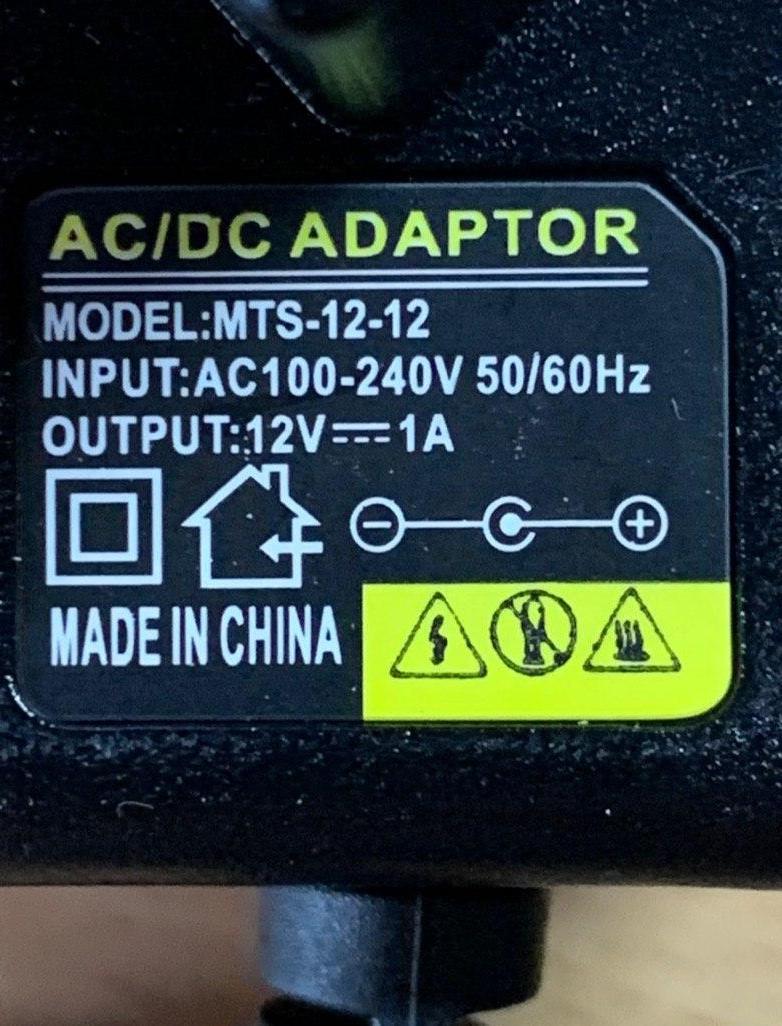 AC/DC ADAPTOR
MODEL:MTS-12-12
INPUT:AC100-240V 50/60Hz
OUTPUT:12V⎓1A
MADE IN CHINA